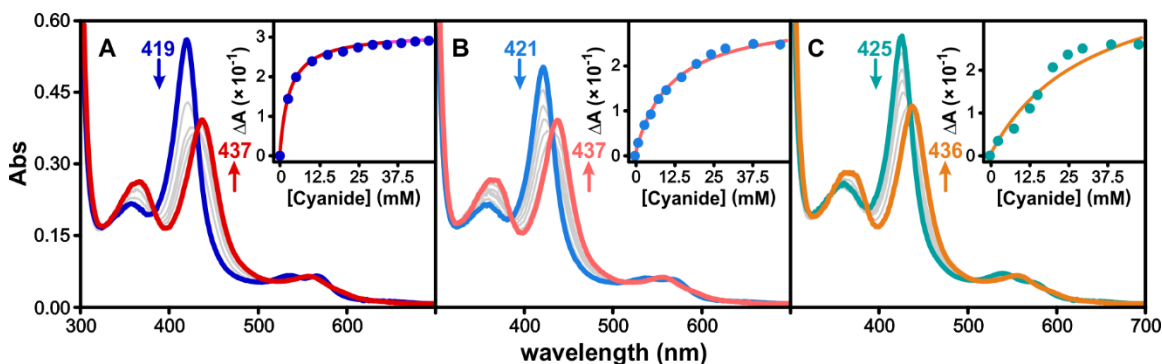 A
419
437
ΔA (× 10⁻¹)
3
2
1
0
0 12.5 25 37.5
[Cyanide] (mM)
B
421
437
ΔA (× 10⁻¹)
2
1
0
0 12.5 25 37.5
[Cyanide] (mM)
C
425
436
ΔA (× 10⁻¹)
2
1
0
0 12.5 25 37.5
[Cyanide] (mM)
Abs
0.60
0.45
0.30
0.15
0.00
300 400 500 600 400 500 600 400 500 600 700
wavelength (nm)